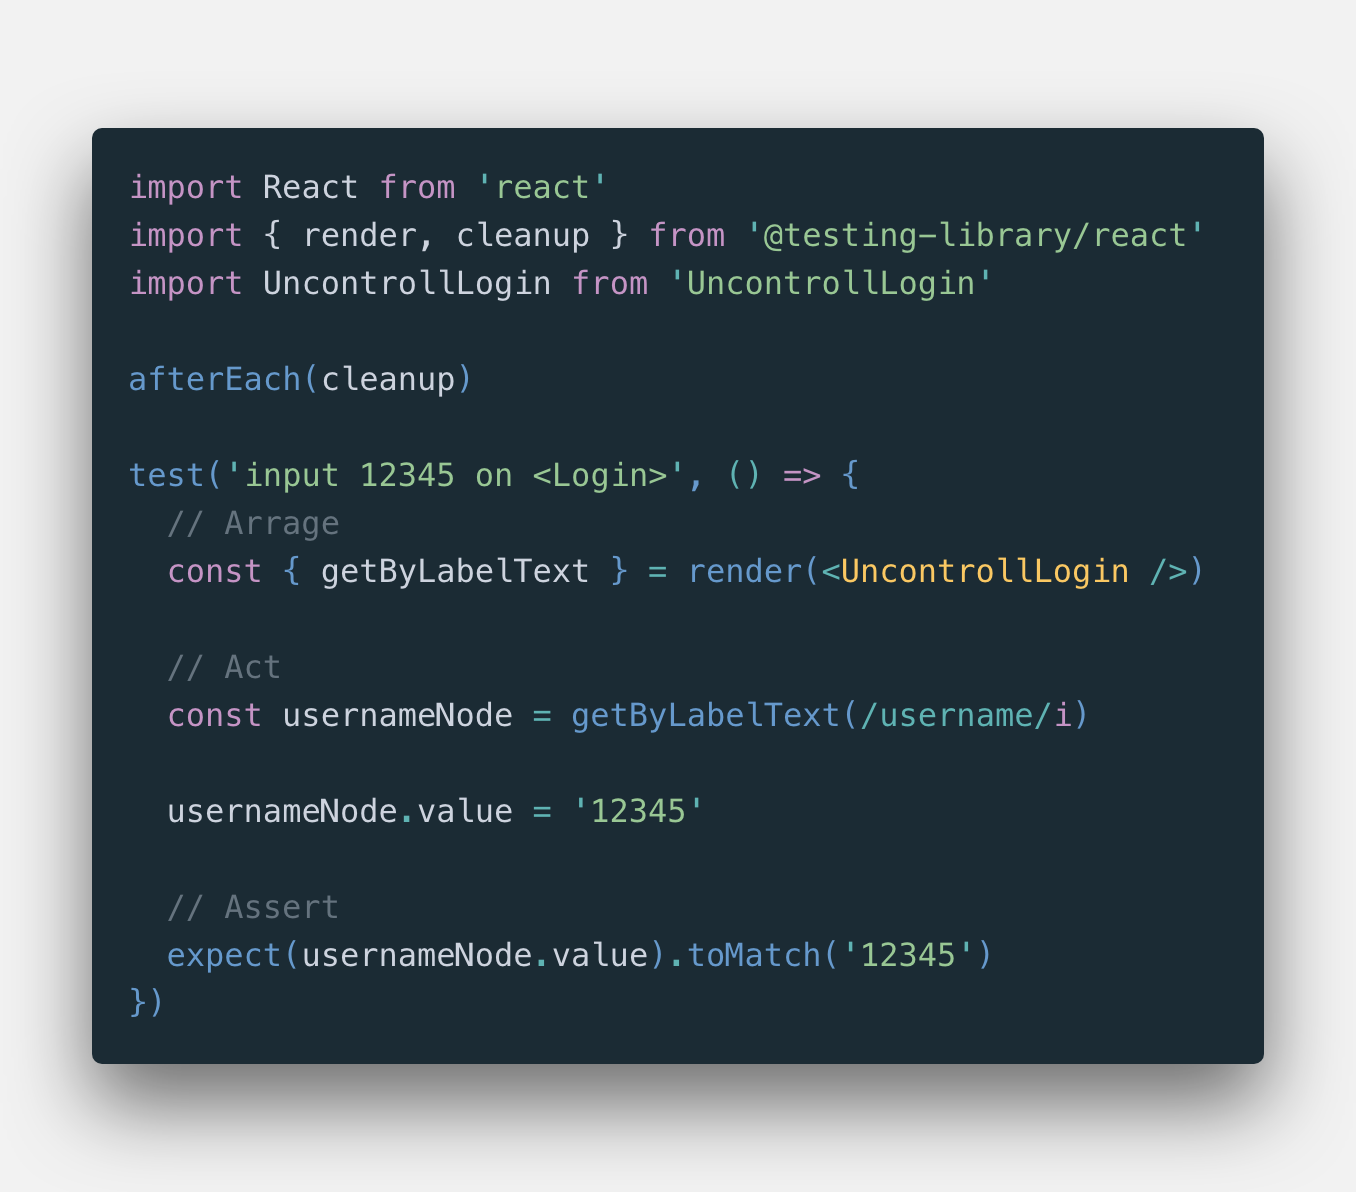 import React from 'react'
import { render, cleanup } from '@testing-library/react'
import UncontrollLogin from 'UncontrollLogin'
afterEach(cleanup)
test('input 12345 on <Login>', () => {
  // Arrage
  const { getByLabelText } = render(<UncontrollLogin />)
  // Act
  const usernameNode = getByLabelText(/username/i)
  usernameNode.value = '12345'
  // Assert
  expect(usernameNode.value).toMatch('12345')
})